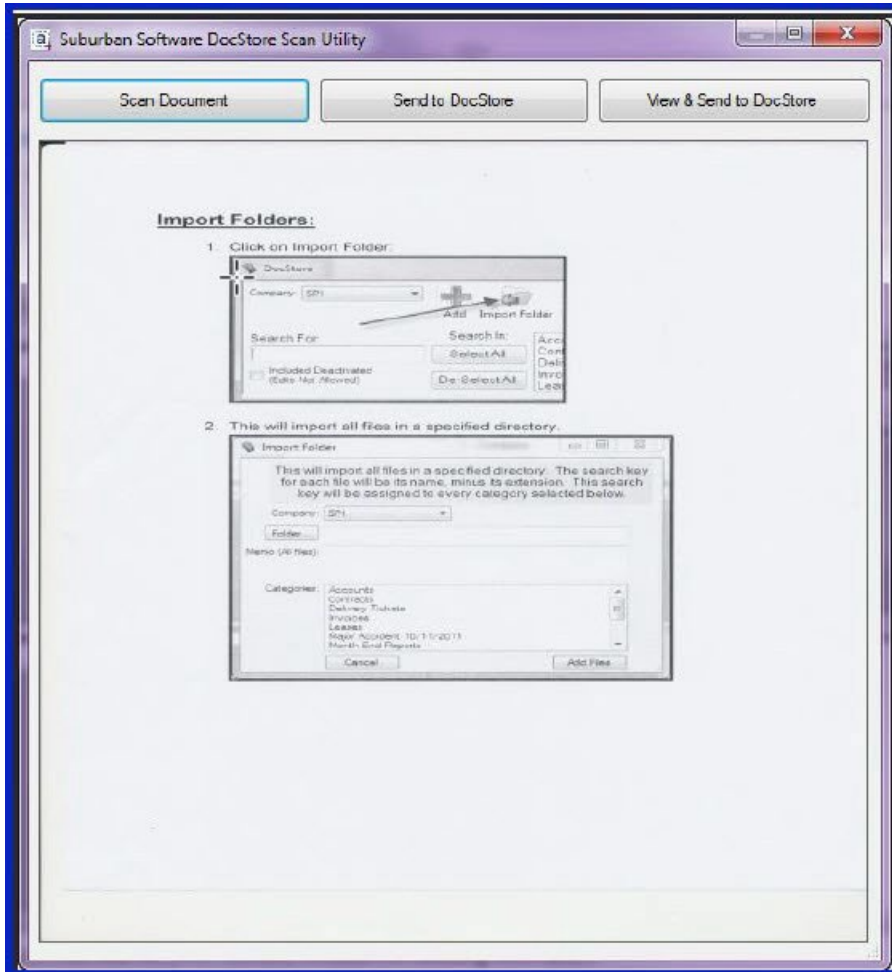 Suburban Software DocStore Scan Utility
Scan Document
Send to DocStore
View & Send to DocStore
Import Folders:
1. Click on Import Folder:
DocStore
Company: SPI
Add Import Folder
Search For
Search In:
Select All
De-Select All
Included Deactivated
(Edits Not Allowed)
2. This will import all files in a specified directory.
Import Folder
This will import all files in a specified directory. The search key
for each file will be its name, minus its extension. This search
key will be assigned to every category selected below.
Company: SPI
Folder...
Memo (All files):
Categories:
Accounts
Contracts
Delivery Tickets
Invoices
Leases
Major Accident 10/11/2011
Month End Reports
Cancel
Add Files